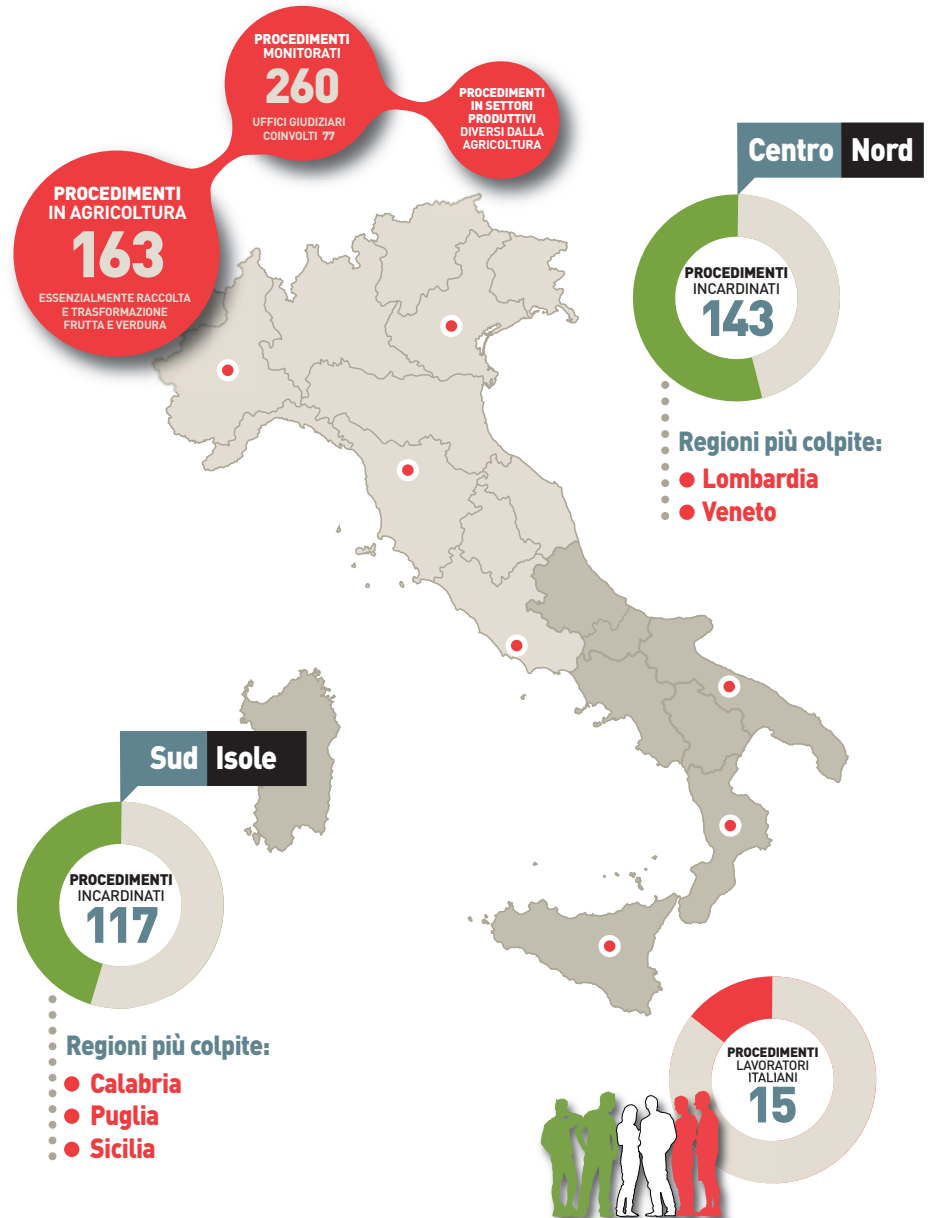 PROCEDIMENTI
MONITORATI
260
UFFICI GIUDIZIARI
COINVOLTI 77
PROCEDIMENTI
IN SETTORI
PRODUTTIVI
DIVERSI DALLA
AGRICOLTURA
PROCEDIMENTI
IN AGRICOLTURA
163
ESSENZIALMENTE RACCOLTA
E TRASFORMAZIONE
FRUTTA E VERDURA
Centro Nord
PROCEDIMENTI
INCARDINATI
143
Regioni più colpite:
Lombardia
Veneto
Sud Isole
PROCEDIMENTI
INCARDINATI
117
Regioni più colpite:
Calabria
Puglia
Sicilia
PROCEDIMENTI
LAVORATORI
ITALIANI
15